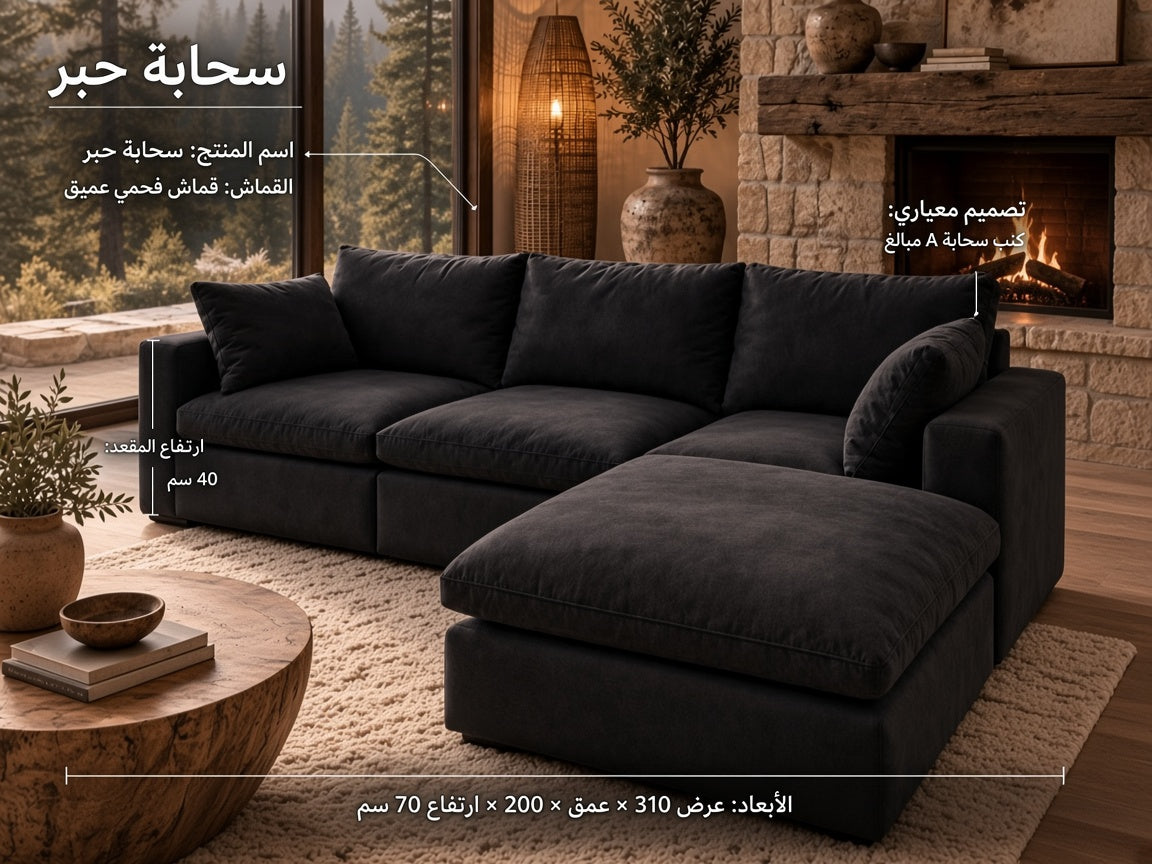 سحابة حبر
اسم المنتج: سحابة حبر
القماش: قماش فحمي عميق
تصميم معياري:
كنب سحابة A مبالغ
ارتفاع المقعد:
40 سم
الأبعاد: عرض 310 × عمق × 200 × ارتفاع 70 سم